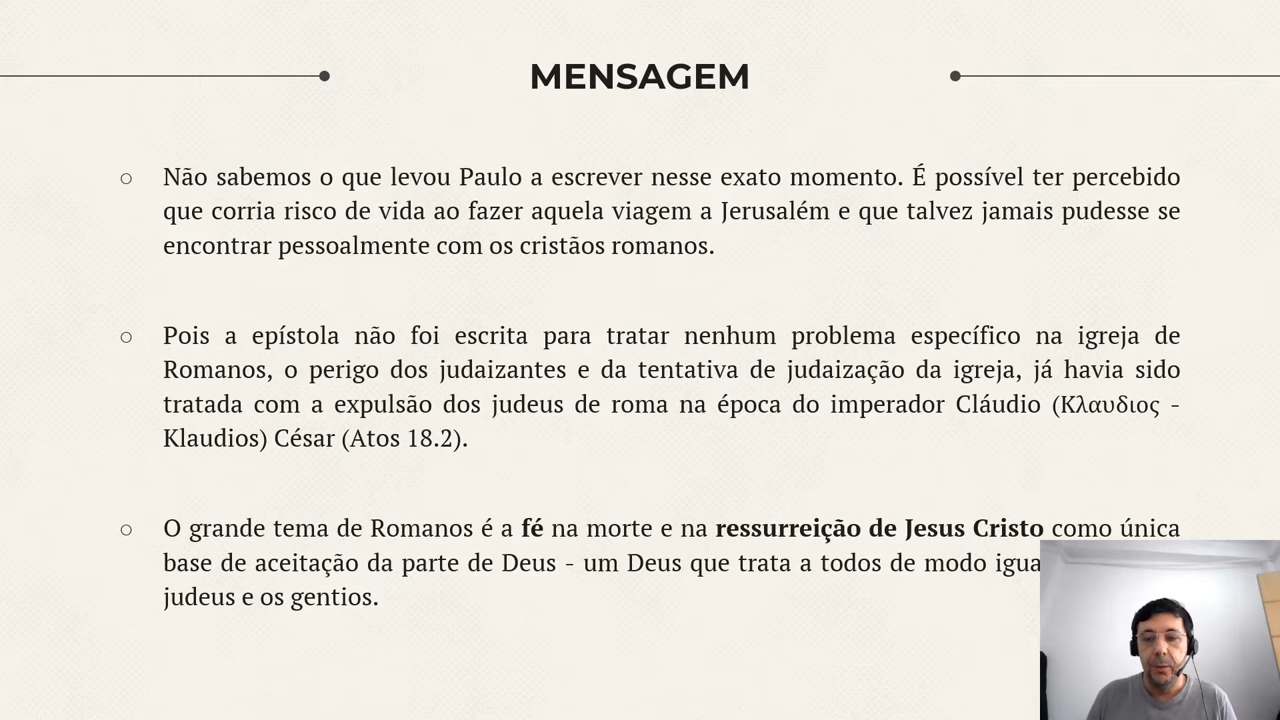 MENSAGEM
○ Não sabemos o que levou Paulo a escrever nesse exato momento. É possível ter percebido
que corria risco de vida ao fazer aquela viagem a Jerusalém e que talvez jamais pudesse se
encontrar pessoalmente com os cristãos romanos.
○ Pois a epístola não foi escrita para tratar nenhum problema específico na igreja de
Romanos, o perigo dos judaizantes e da tentativa de judaização da igreja, já havia sido
tratada com a expulsão dos judeus de roma na época do imperador Cláudio (Κλαυδιος -
Klaudios) César (Atos 18.2).
○ O grande tema de Romanos é a fé na morte e na ressurreição de Jesus Cristo como única
base de aceitação da parte de Deus - um Deus que trata a todos de modo
judeus e os gentios.